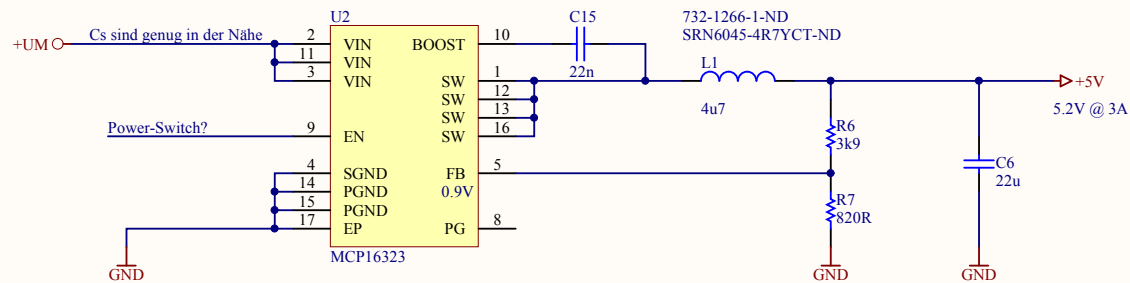 U2
C15
732-1266-1-ND
SRN6045-4R7YCT-ND
+UM
Cs sind genug in der Nähe
2 VIN BOOST 10
11 VIN
3 VIN SW 1
22n
L1
4u7
+5V
5.2V @ 3A
SW 12
SW 13
Power-Switch?
9 EN SW 16
R6
3k9
4 SGND FB 5
14 PGND 0.9V
15 PGND
17 EP PG 8
C6
22u
R7
820R
MCP16323
GND
GND
GND